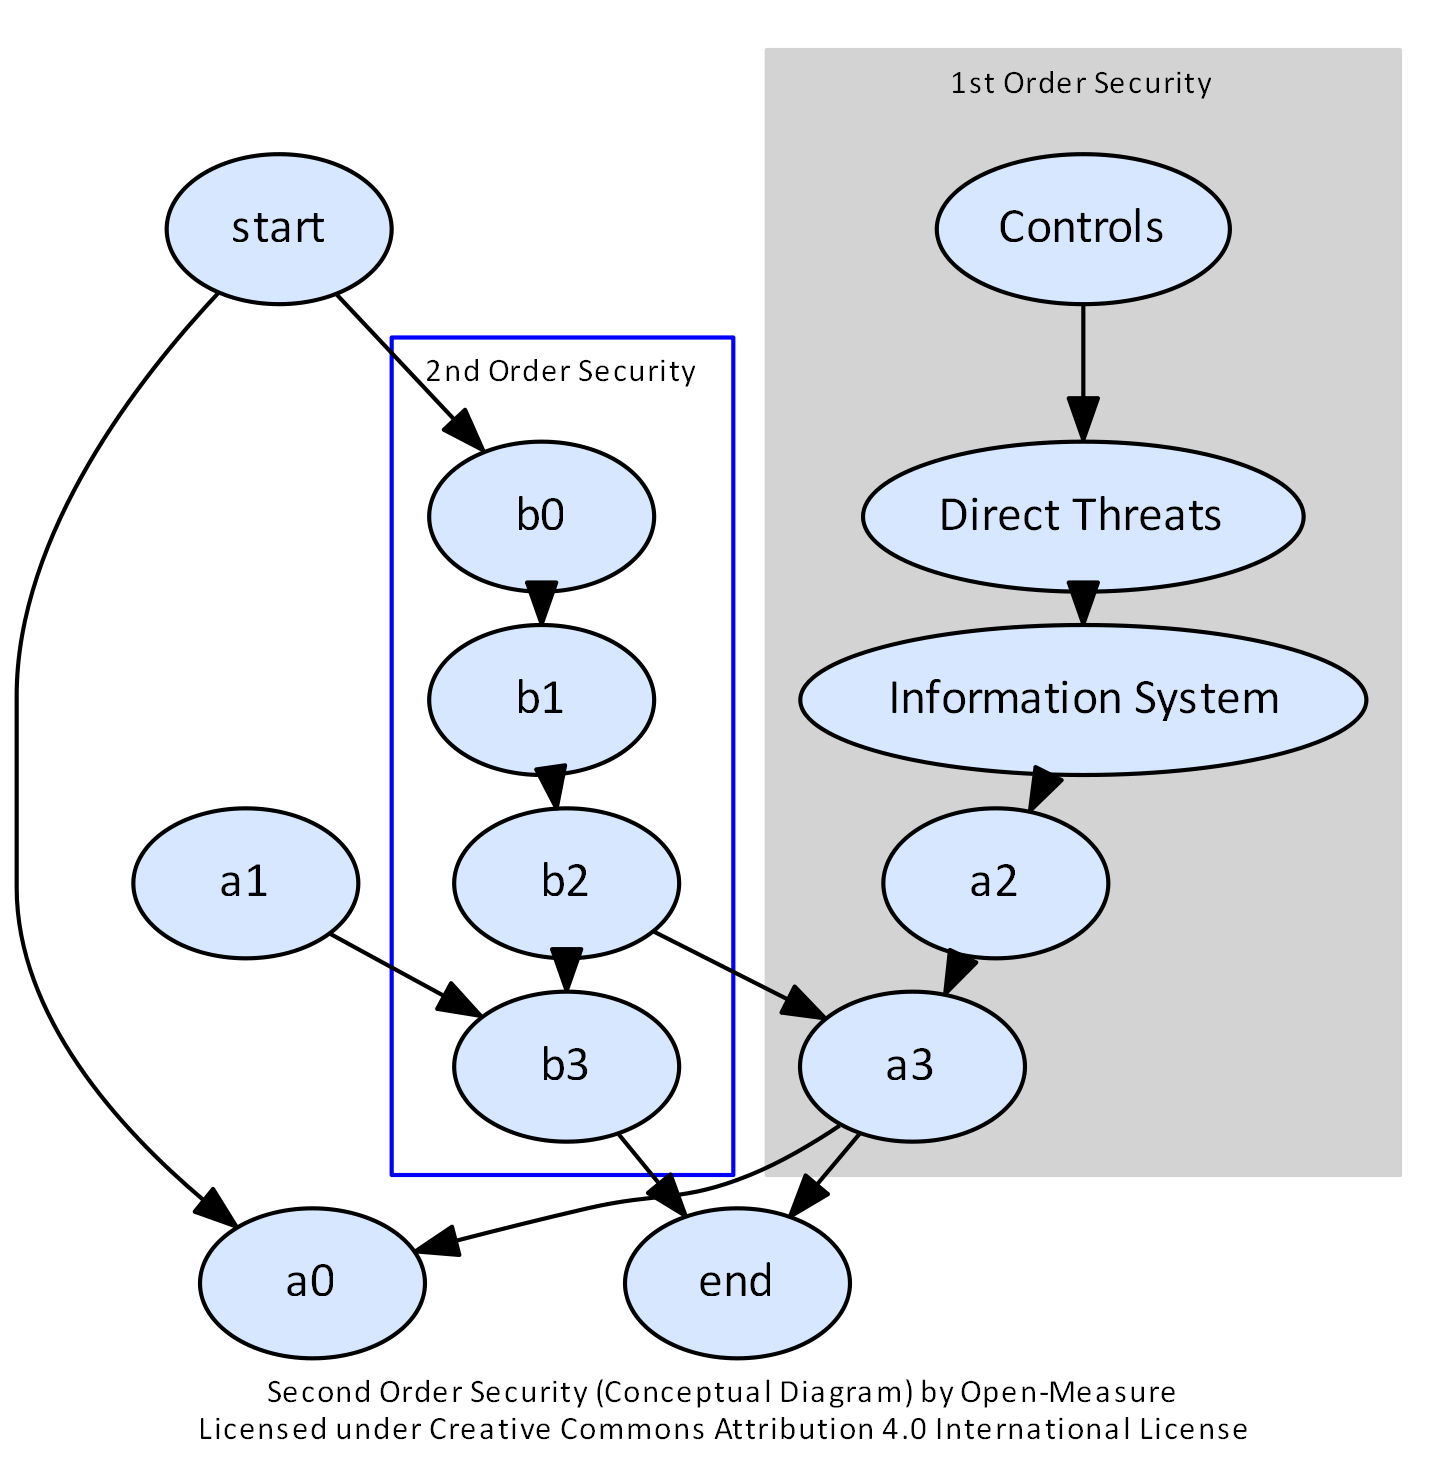 1st Order Security
start
Controls
2nd Order Security
b0
Direct Threats
b1
Information System
a1
b2
a2
b3
a3
a0
end
Second Order Security (Conceptual Diagram) by Open-Measure
Licensed under Creative Commons Attribution 4.0 International License